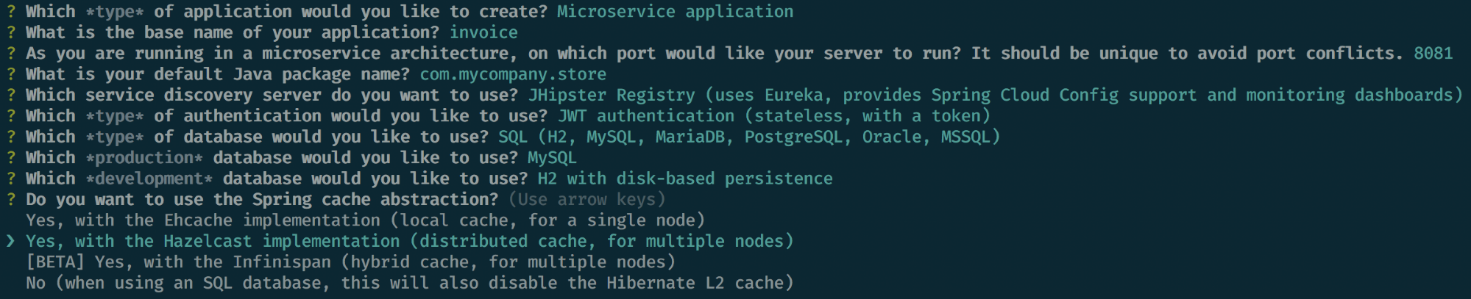 ? Which *type* of application would you like to create? Microservice application
? What is the base name of your application? invoice
? As you are running in a microservice architecture, on which port would like your server to run? It should be unique to avoid port conflicts. 8081
? What is your default Java package name? com.mycompany.store
? Which service discovery server do you want to use? JHipster Registry (uses Eureka, provides Spring Cloud Config support and monitoring dashboards)
? Which *type* of authentication would you like to use? JWT authentication (stateless, with a token)
? Which *type* of database would you like to use? SQL (H2, MySQL, MariaDB, PostgreSQL, Oracle, MSSQL)
? Which *production* database would you like to use? MySQL
? Which *development* database would you like to use? H2 with disk-based persistence
? Do you want to use the Spring cache abstraction? (Use arrow keys)
Yes, with the Ehcache implementation (local cache, for a single node)
❯ Yes, with the Hazelcast implementation (distributed cache, for multiple nodes)
[BETA] Yes, with the Infinispan (hybrid cache, for multiple nodes)
No (when using an SQL database, this will also disable the Hibernate L2 cache)